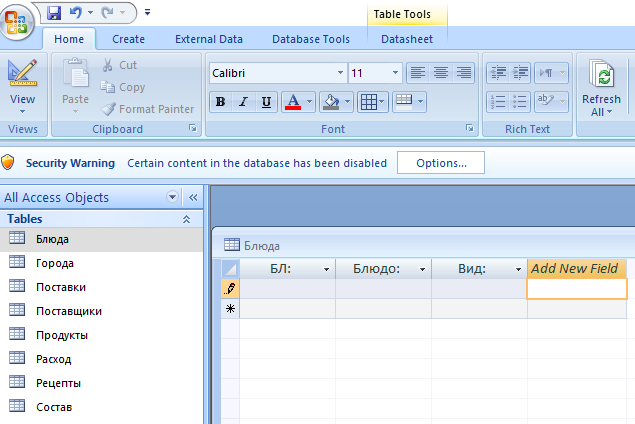 Table Tools
Home Create External Data Database Tools Datasheet
View
Views
Paste
Cut
Copy
Format Painter
Clipboard
Calibri 11
B I U A
Font
Rich Text
Refresh All
Security Warning Certain content in the database has been disabled Options...
All Access Objects
Tables
Блюда
Города
Поставки
Поставщики
Продукты
Расход
Рецепты
Состав
Блюда
БЛ: Блюдо: Вид: Add New Field